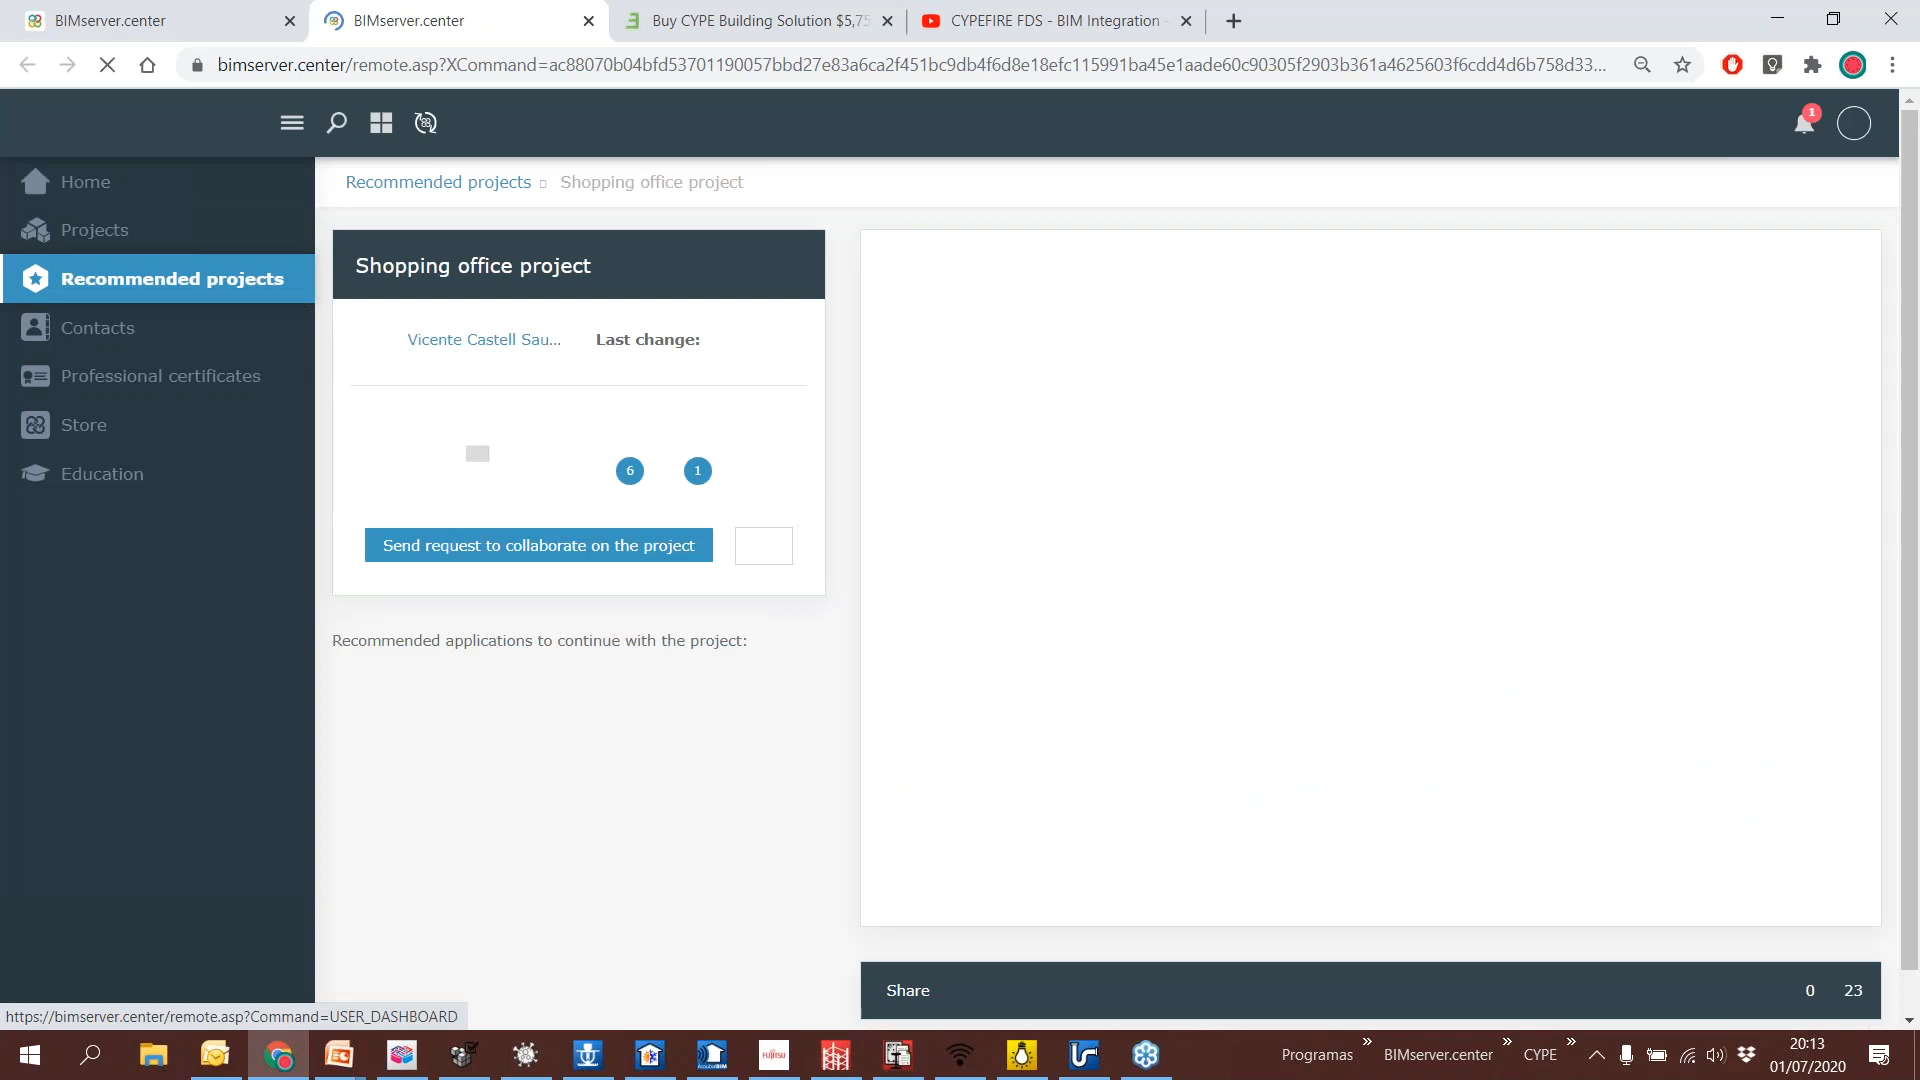 BIMserver.center
BIMserver.center
Buy CYPE Building Solution $5,75
CYPEFIRE FDS - BIM Integration -
bimserver.center/remote.asp?XCommand=ac88070b04bfd53701190057bbd27e83a6ca2f451bc9db4f6d8e18efc115991ba45e1aade60c90305f2903b361a4625603f6cdd4d6b758d33...
1
Home
Projects
Recommended projects
Contacts
Professional certificates
Store
Education
Recommended projects
Shopping office project
Shopping office project
Vicente Castell Sau...
Last change:
6
1
Send request to collaborate on the project
Recommended applications to continue with the project:
Share
0
23
https://bimserver.center/remote.asp?Command=USER_DASHBOARD
FUJITSU
Programas
BIMserver.center
CYPE
20:13
01/07/2020